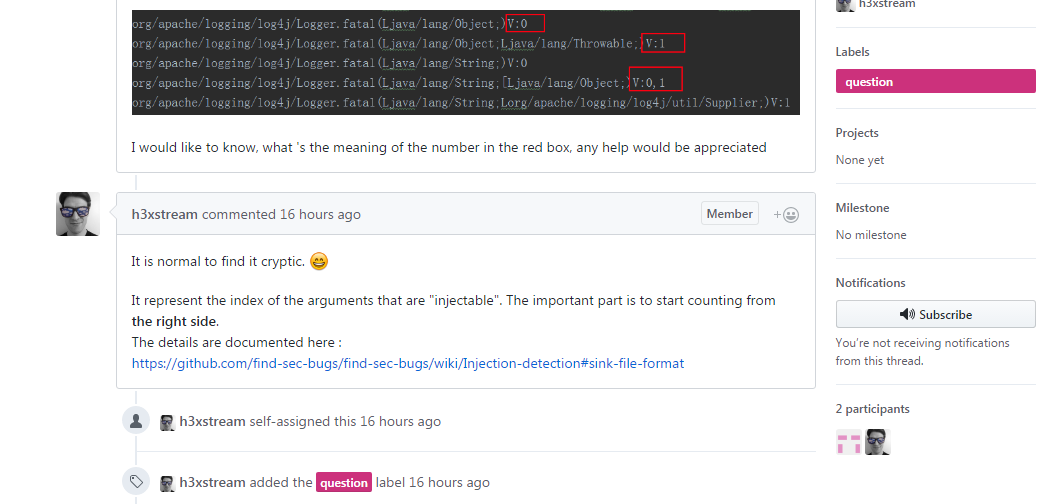 h3xstream
org/apache/logging/log4j/Logger.fatal(Ljava/lang/Object;)V:0
org/apache/logging/log4j/Logger.fatal(Ljava/lang/Object;Ljava/lang/Throwable;)V:1
org/apache/logging/log4j/Logger.fatal(Ljava/lang/String;)V:0
org/apache/logging/log4j/Logger.fatal(Ljava/lang/String;[Ljava/lang/Object;)V:0,1
org/apache/logging/log4j/Logger.fatal(Ljava/lang/String;Lorg/apache/logging/log4j/util/Supplier;)V:1
I would like to know, what 's the meaning of the number in the red box, any help would be appreciated
h3xstream commented 16 hours ago
Member
It is normal to find it cryptic. 😄
It represent the index of the arguments that are "injectable". The important part is to start counting from
the right side.
The details are documented here :
https://github.com/find-sec-bugs/find-sec-bugs/wiki/Injection-detection#sink-file-format
h3xstream self-assigned this 16 hours ago
h3xstream added the question label 16 hours ago
Labels
question
Projects
None yet
Milestone
No milestone
Notifications
Subscribe
You're not receiving notifications
from this thread.
2 participants